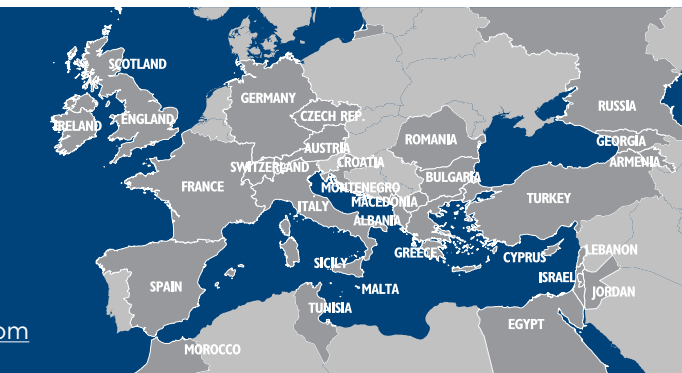 SCOTLAND
IRELAND
ENGLAND
GERMANY
CZECH REP.
AUSTRIA
SWITZERLAND
FRANCE
CROATIA
MONTENEGRO
MACEDONIA
ITALY
ALBANIA
ROMANIA
BULGARIA
RUSSIA
GEORGIA
ARMENIA
TURKEY
GREECE
CYPRUS
LEBANON
ISRAEL
JORDAN
SICILY
MALTA
SPAIN
TUNISIA
EGYPT
MOROCCO
om